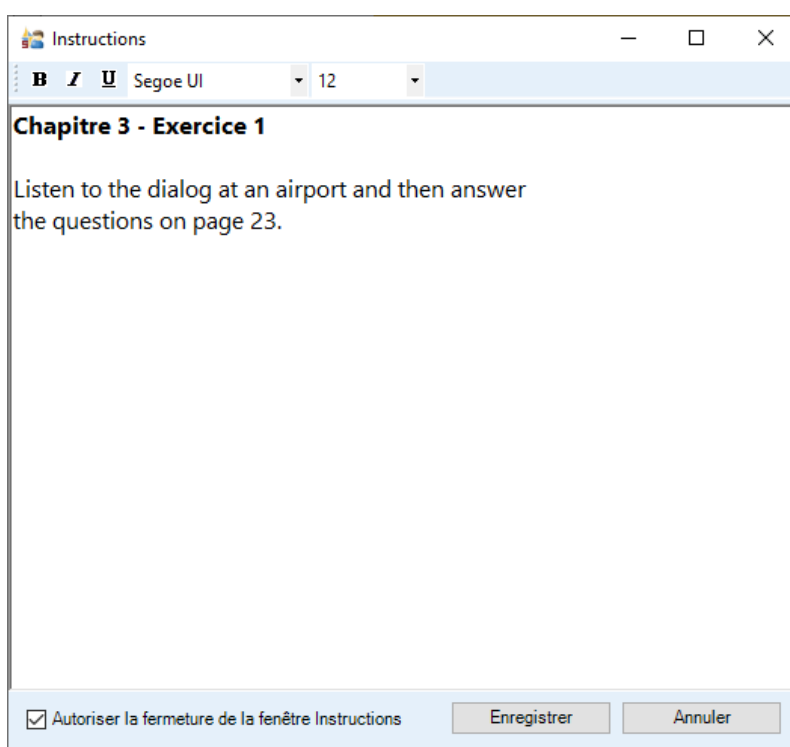 Instructions
B I U Segoe UI 12
Chapitre 3 - Exercice 1
Listen to the dialog at an airport and then answer
the questions on page 23.
Autoriser la fermeture de la fenêtre Instructions Enregistrer Annuler